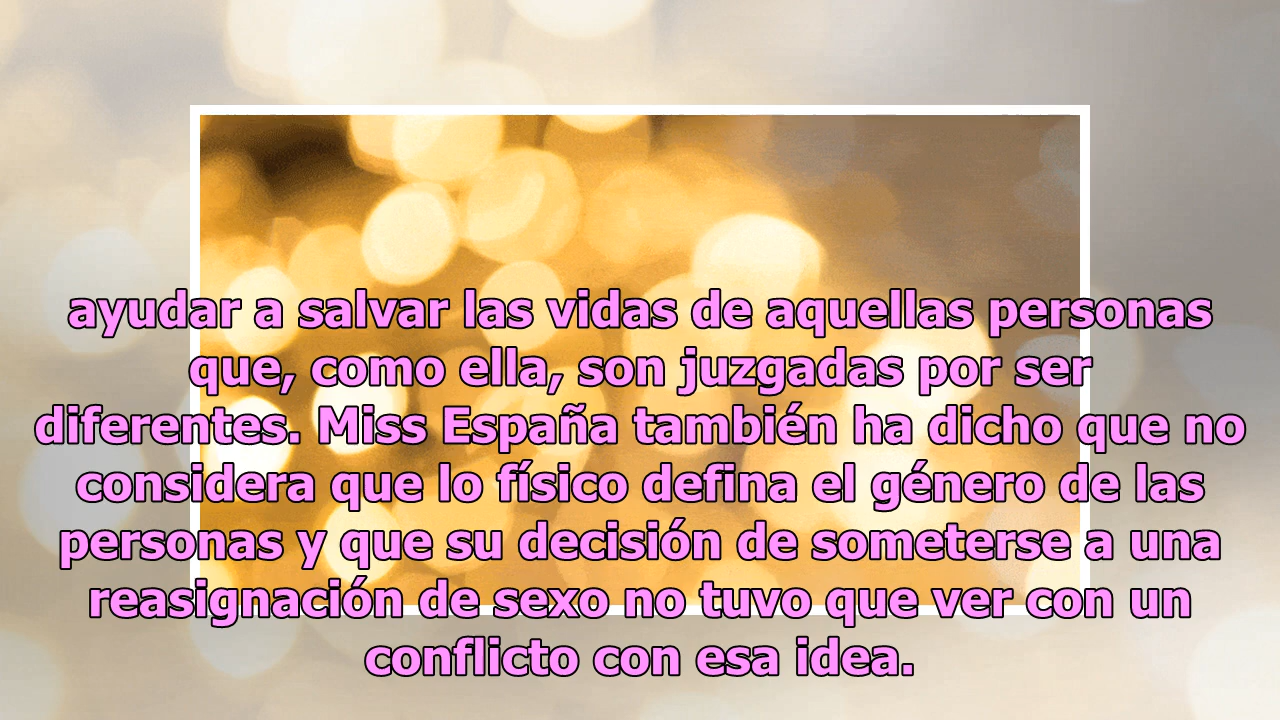 ayudar a salvar las vidas de aquellas personas
que, como ella, son juzgadas por ser
diferentes. Miss España también ha dicho que no
considera que lo físico defina el género de las
personas y que su decisión de someterse a una
reasignación de sexo no tuvo que ver con un
conflicto con esa idea.